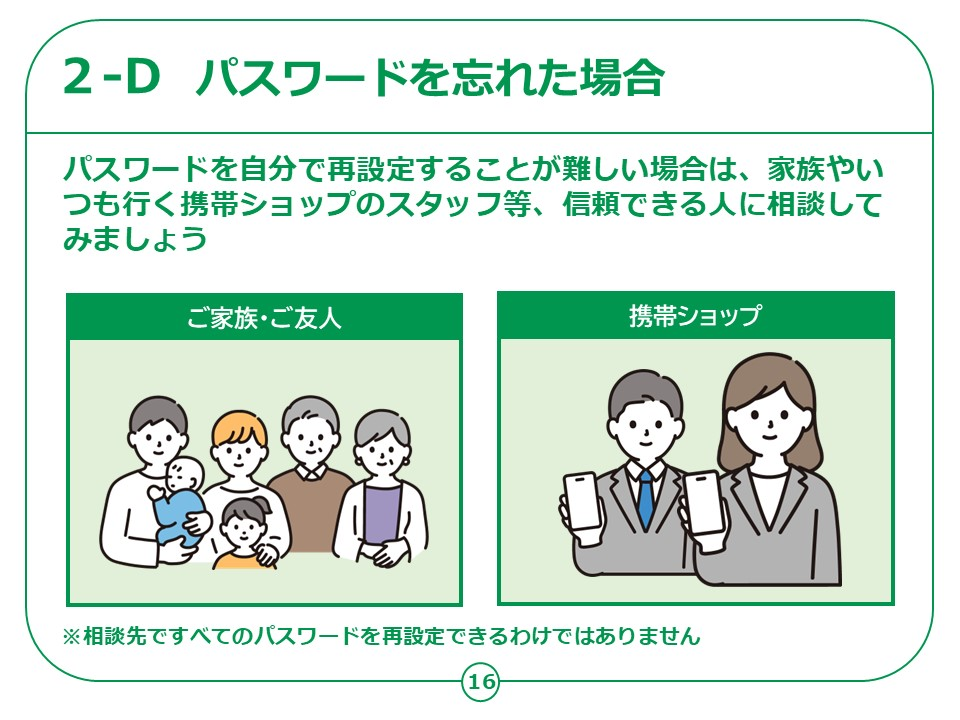 ２-D パスワードを忘れた場合
パスワードを自分で再設定することが難しい場合は、家族やい
つも行く携帯ショップのスタッフ等、信頼できる人に相談して
みましょう
ご家族・ご友人
携帯ショップ
※相談先ですべてのパスワードを再設定できるわけではありません
16